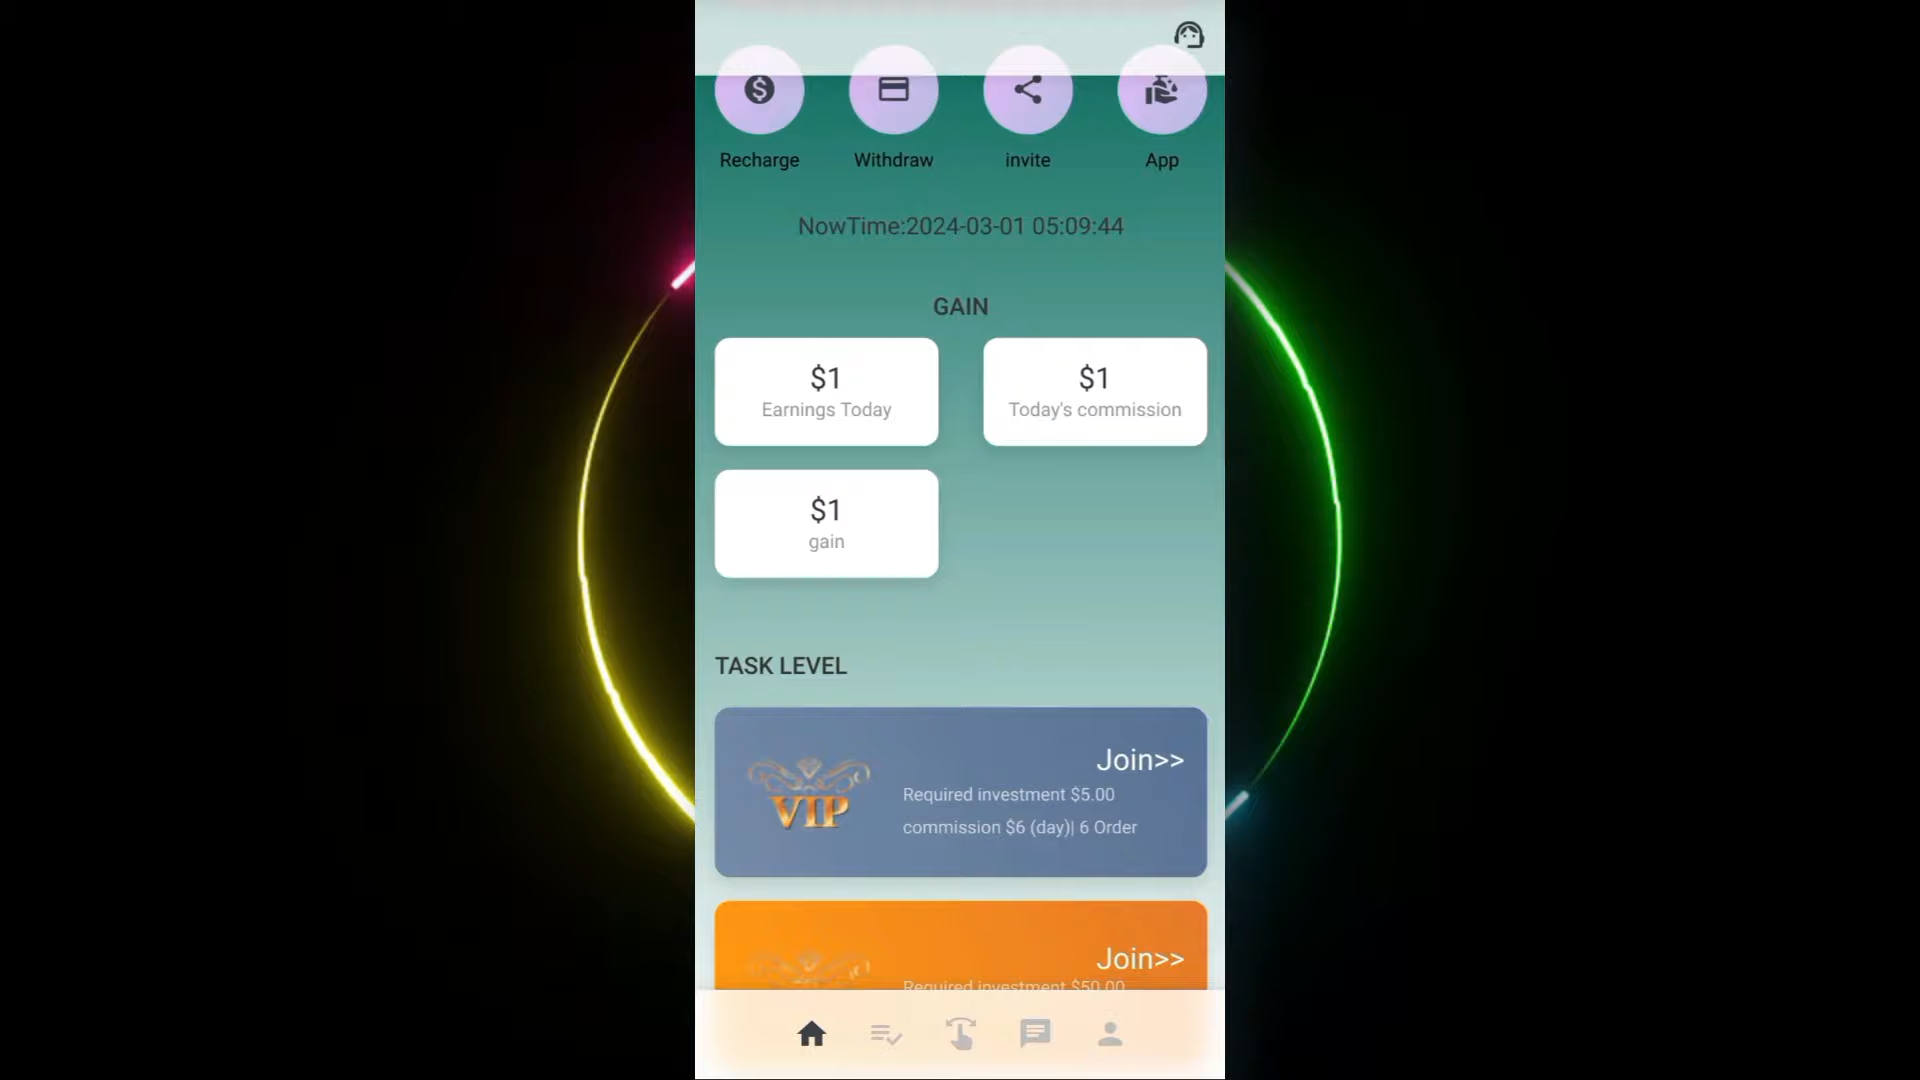 Recharge Withdraw invite App
NowTime:2024-03-01 05:09:44
GAIN
$1 $1
Earnings Today Today's commission
$1
gain
TASK LEVEL
Join>>
VIP
Required investment $5.00
commission $6 (day)| 6 Order
Join>>
Required investment $50.00